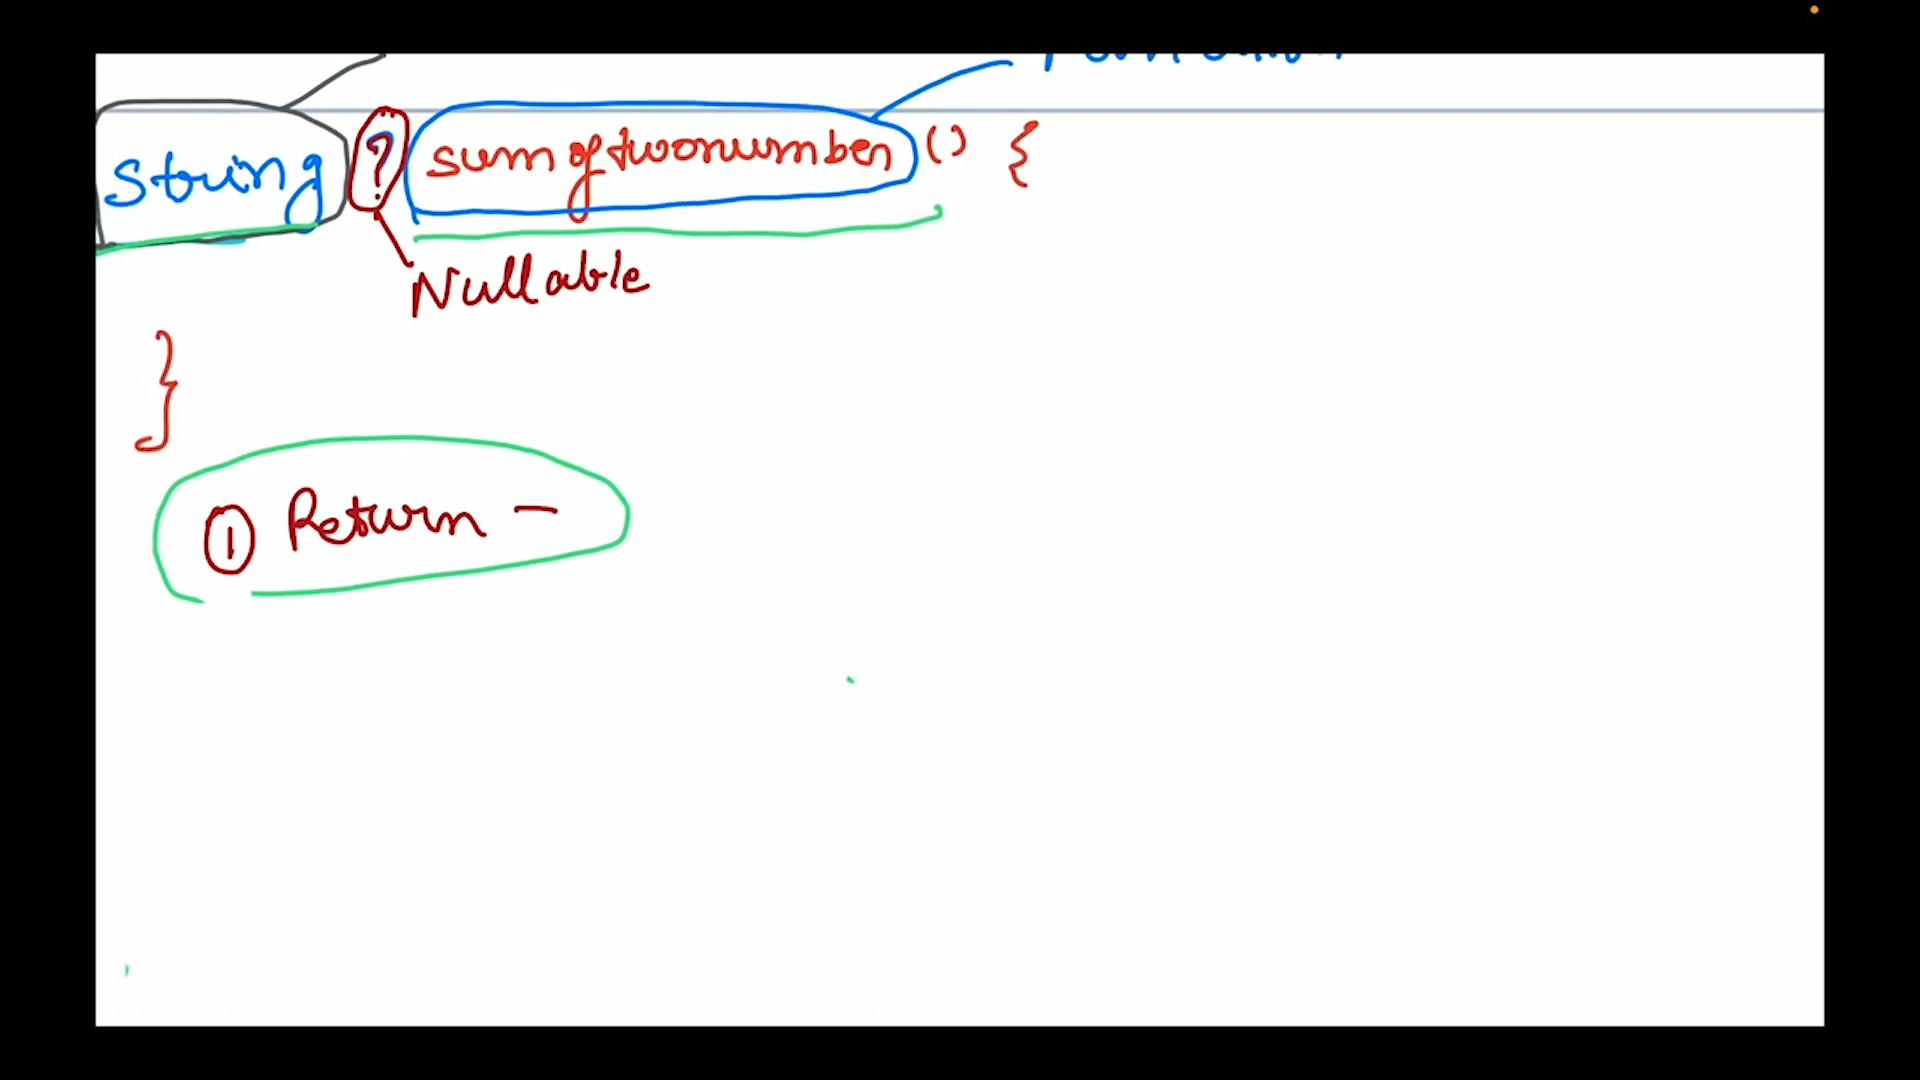 String ? sumoftwonumber () {
Nullable
}
① Return -